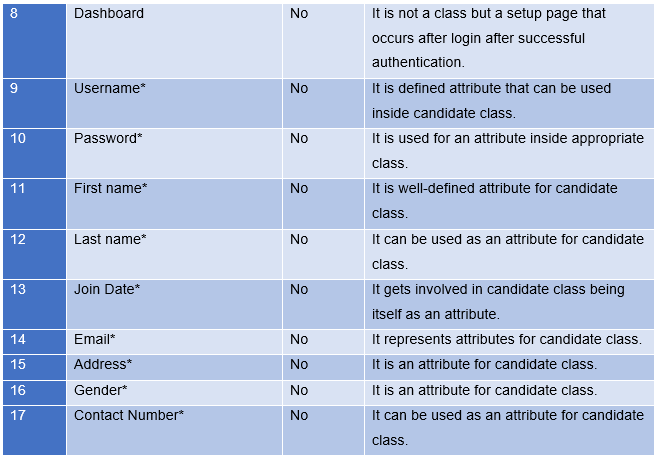 8 Dashboard No It is not a class but a setup page that
occurs after login after successful
authentication.
9 Username* No It is defined attribute that can be used
inside candidate class.
10 Password* No It is used for an attribute inside appropriate
class.
11 First name* No It is well-defined attribute for candidate
class.
12 Last name* No It can be used as an attribute for candidate
class.
13 Join Date* No It gets involved in candidate class being
itself as an attribute.
14 Email* No It represents attributes for candidate class.
15 Address* No It is an attribute for candidate class.
16 Gender* No It is an attribute for candidate class.
17 Contact Number* No It can be used as an attribute for candidate
class.